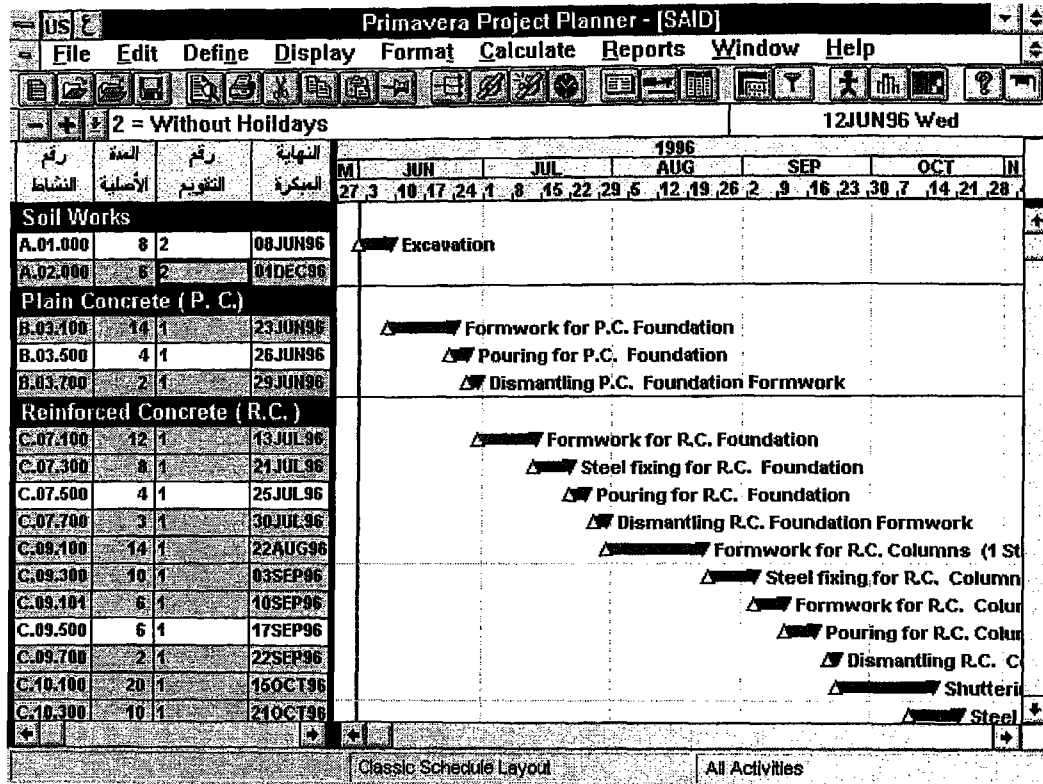 US ع Primavera Project Planner - [SAID]
File Edit Define Display Format Calculate Reports Window Help
2 = Without Hoildays 12JUN96 Wed
رقم النشاط المدة الأصلية رقم التقويم النهاية المبكرة
1996
M JUN JUL AUG SEP OCT N
27 3 10 17 24 1 8 15 22 29 5 12 19 26 2 9 16 23 30 7 14 21 28
Soil Works
A.01.000 8 2 08JUN96 Excavation
A.02.000 6 2 01DEC96
Plain Concrete ( P. C.)
B.03.100 14 1 23JUN96 Formwork for P.C. Foundation
B.03.500 4 1 26JUN96 Pouring for P.C. Foundation
B.03.700 2 1 29JUN96 Dismantling P.C. Foundation Formwork
Reinforced Concrete ( R.C. )
C.07.100 12 1 13JUL96 Formwork for R.C. Foundation
C.07.300 8 1 21JUL96 Steel fixing for R.C. Foundation
C.07.500 4 1 25JUL96 Pouring for R.C. Foundation
C.07.700 3 1 30JUL96 Dismantling R.C. Foundation Formwork
C.09.100 14 1 22AUG96 Formwork for R.C. Columns (1 St
C.09.300 10 1 03SEP96 Steel fixing for R.C. Column
C.09.101 6 1 10SEP96 Formwork for R.C. Colur
C.09.500 6 1 17SEP96 Pouring for R.C. Colur
C.09.700 2 1 22SEP96 Dismantling R.C. C
C.10.100 20 1 15OCT96 Shutteri
C.10.300 10 1 21OCT96 Steel
Classic Schedule Layout All Activities